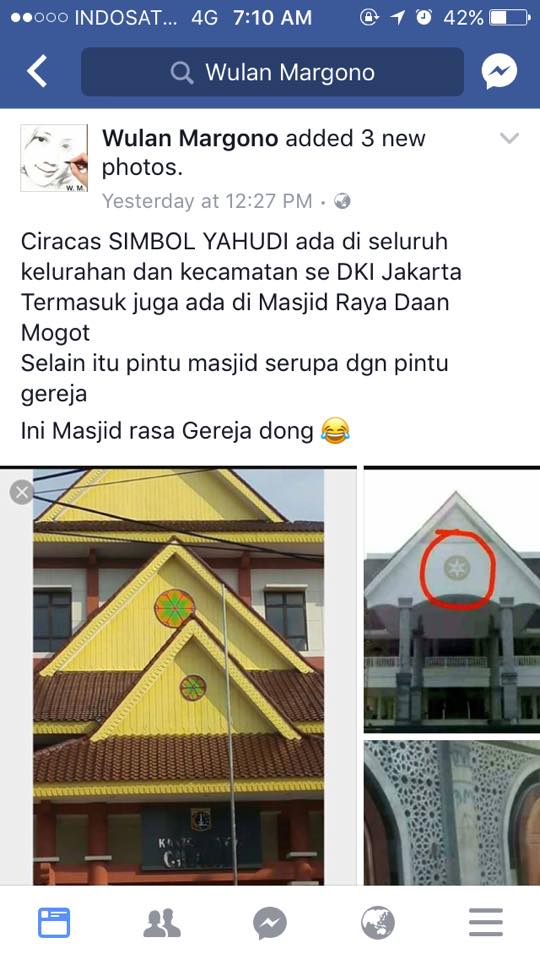 INDOSAT... 4G 7:10 AM 42%
Wulan Margono
Wulan Margono added 3 new
photos.
W. M.
Yesterday at 12:27 PM
Ciracas SIMBOL YAHUDI ada di seluruh
kelurahan dan kecamatan se DKI Jakarta
Termasuk juga ada di Masjid Raya Daan
Mogot
Selain itu pintu masjid serupa dgn pintu
gereja
Ini Masjid rasa Gereja dong 😂